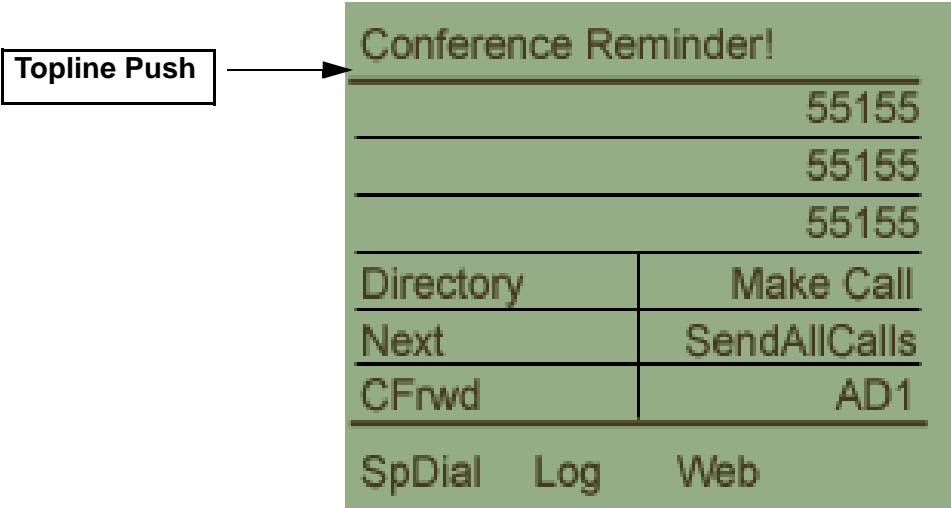 Conference Reminder!
Topline Push
55155
55155
55155
Directory Make Call
Next SendAllCalls
CFrwd AD1
SpDial Log Web